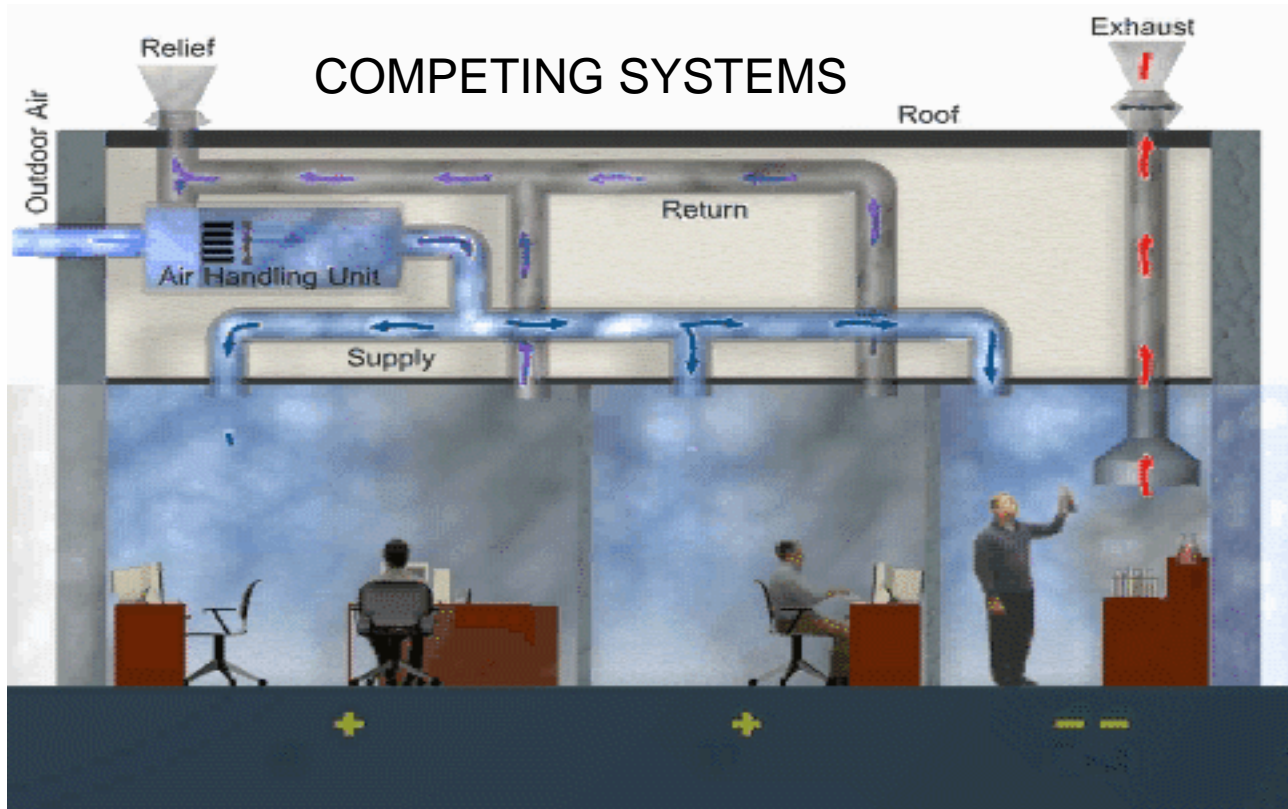 Relief
COMPETING SYSTEMS
Exhaust
Outdoor Air
Roof
Return
Air Handling Unit
Supply
+
+
– –